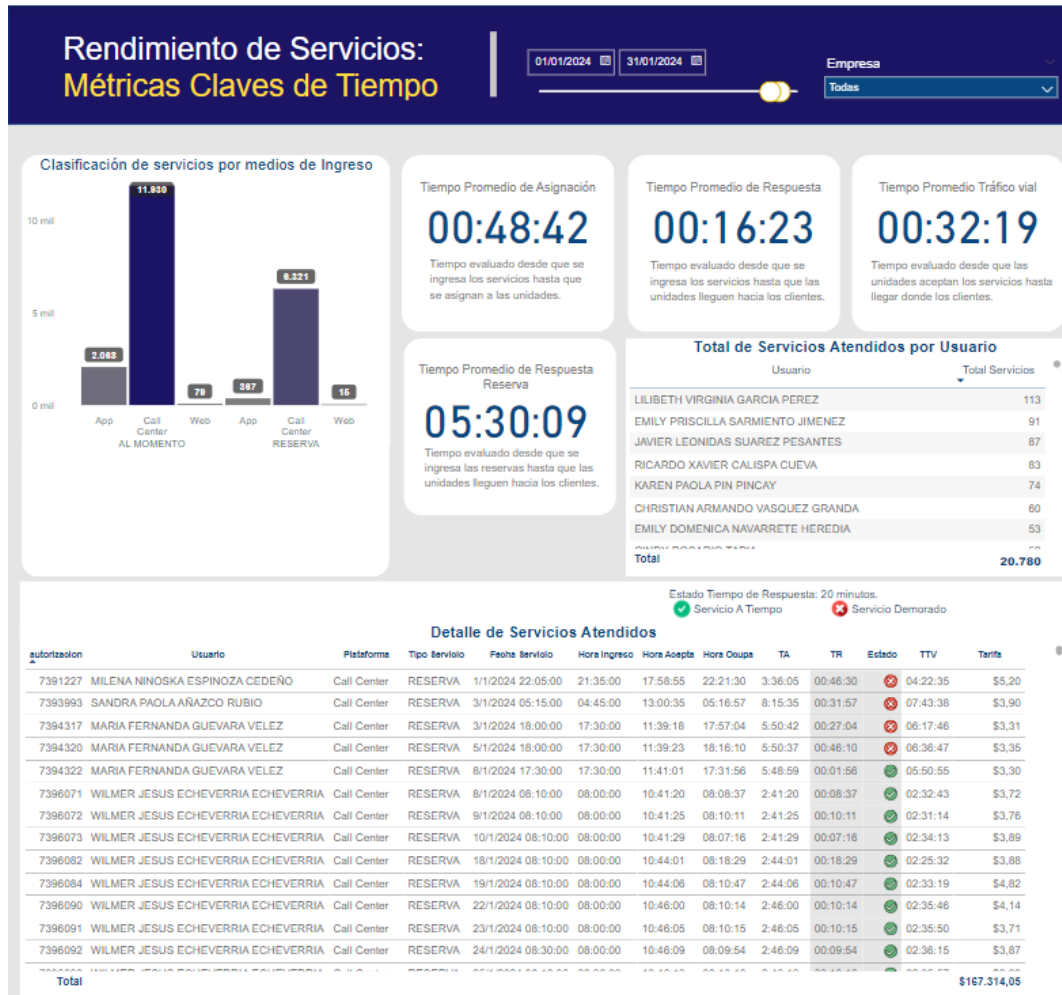 Rendimiento de Servicios:
Métricas Claves de Tiempo
01/01/2024 31/01/2024
Empresa
Todas
Clasificación de servicios por medios de Ingreso
10 mil
5 mil
0 mil
2.063
11.930
79
387
6.321
15
App Call Center Web App Call Center Web
AL MOMENTO RESERVA
Tiempo Promedio de Asignación
00:48:42
Tiempo evaluado desde que se
ingresa los servicios hasta que
se asignan a las unidades.
Tiempo Promedio de Respuesta
00:16:23
Tiempo evaluado desde que se
ingresa los servicios hasta que las
unidades lleguen hacia los clientes.
Tiempo Promedio Tráfico vial
00:32:19
Tiempo evaluado desde que las
unidades aceptan los servicios hasta
llegar donde los clientes.
Tiempo Promedio de Respuesta
Reserva
05:30:09
Tiempo evaluado desde que se
ingresa las reservas hasta que las
unidades lleguen hacia los clientes.
Total de Servicios Atendidos por Usuario
Usuario Total Servicios
LILIBETH VIRGINIA GARCIA PEREZ 113
EMILY PRISCILLA SARMIENTO JIMENEZ 91
JAVIER LEONIDAS SUAREZ PESANTES 87
RICARDO XAVIER CALISPA CUEVA 83
KAREN PAOLA PIN PINCAY 74
CHRISTIAN ARMANDO VASQUEZ GRANDA 60
EMILY DOMENICA NAVARRETE HEREDIA 53
Total 20.780
Estado Tiempo de Respuesta: 20 minutos.
Servicio A Tiempo Servicio Demorado
Detalle de Servicios Atendidos
autorizacion Usuario Plataforma Tipo Servicio Fecha Servicio Hora Ingreso Hora Acepta Hora Ocupa TA TR Estado TTV Tarifa
7391227 MILENA NINOSKA ESPINOZA CEDEÑO Call Center RESERVA 1/1/2024 22:05:00 21:35:00 17:58:55 22:21:30 3:36:05 00:46:30 04:22:35 $5,20
7393993 SANDRA PAOLA AÑAZCO RUBIO Call Center RESERVA 3/1/2024 05:15:00 04:45:00 13:00:35 05:16:57 8:15:35 00:31:57 07:43:38 $3,90
7394317 MARIA FERNANDA GUEVARA VELEZ Call Center RESERVA 3/1/2024 18:00:00 17:30:00 11:39:18 17:57:04 5:50:42 00:27:04 06:17:46 $3,31
7394320 MARIA FERNANDA GUEVARA VELEZ Call Center RESERVA 5/1/2024 18:00:00 17:30:00 11:39:23 18:16:10 5:50:37 00:46:10 06:36:47 $3,35
7394322 MARIA FERNANDA GUEVARA VELEZ Call Center RESERVA 8/1/2024 17:30:00 17:30:00 11:41:01 17:31:56 5:48:59 00:01:56 05:50:55 $3,30
7396071 WILMER JESUS ECHEVERRIA ECHEVERRIA Call Center RESERVA 8/1/2024 08:10:00 08:00:00 10:41:20 08:08:37 2:41:20 00:08:37 02:32:43 $3,72
7396072 WILMER JESUS ECHEVERRIA ECHEVERRIA Call Center RESERVA 9/1/2024 08:10:00 08:00:00 10:41:25 08:10:11 2:41:25 00:10:11 02:31:14 $3,76
7396073 WILMER JESUS ECHEVERRIA ECHEVERRIA Call Center RESERVA 10/1/2024 08:10:00 08:00:00 10:41:29 08:07:16 2:41:29 00:07:16 02:34:13 $3,89
7396082 WILMER JESUS ECHEVERRIA ECHEVERRIA Call Center RESERVA 18/1/2024 08:10:00 08:00:00 10:44:01 08:18:29 2:44:01 00:18:29 02:25:32 $3,88
7396084 WILMER JESUS ECHEVERRIA ECHEVERRIA Call Center RESERVA 19/1/2024 08:10:00 08:00:00 10:44:06 08:10:47 2:44:06 00:10:47 02:33:19 $4,82
7396090 WILMER JESUS ECHEVERRIA ECHEVERRIA Call Center RESERVA 22/1/2024 08:10:00 08:00:00 10:46:00 08:10:14 2:46:00 00:10:14 02:35:46 $4,14
7396091 WILMER JESUS ECHEVERRIA ECHEVERRIA Call Center RESERVA 23/1/2024 08:10:00 08:00:00 10:46:05 08:10:15 2:46:05 00:10:15 02:35:50 $3,71
7396092 WILMER JESUS ECHEVERRIA ECHEVERRIA Call Center RESERVA 24/1/2024 08:30:00 08:00:00 10:46:09 08:09:54 2:46:09 00:09:54 02:36:15 $3,87
Total $167.314,05